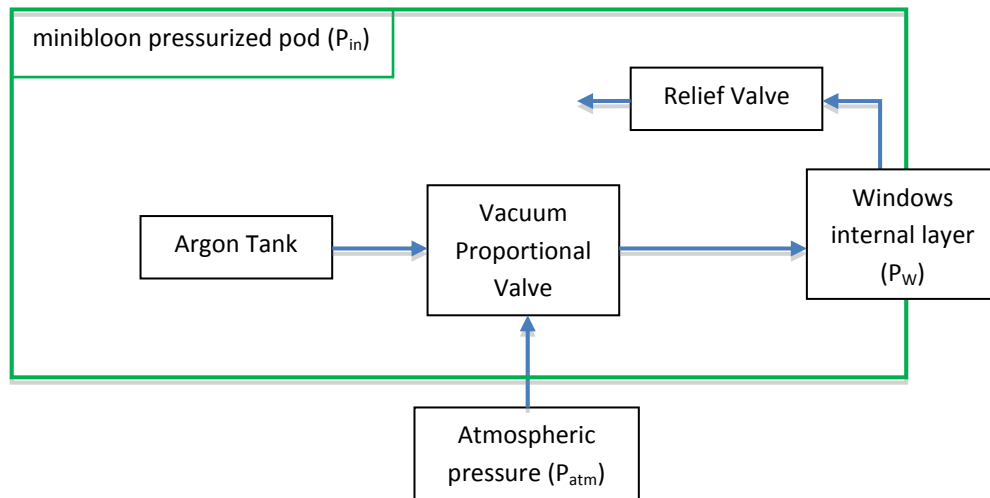 minibloon pressurized pod (Pin)
Relief Valve
Argon Tank
Vacuum
Proportional
Valve
Windows
internal layer
(PW)
Atmospheric
pressure (Patm)